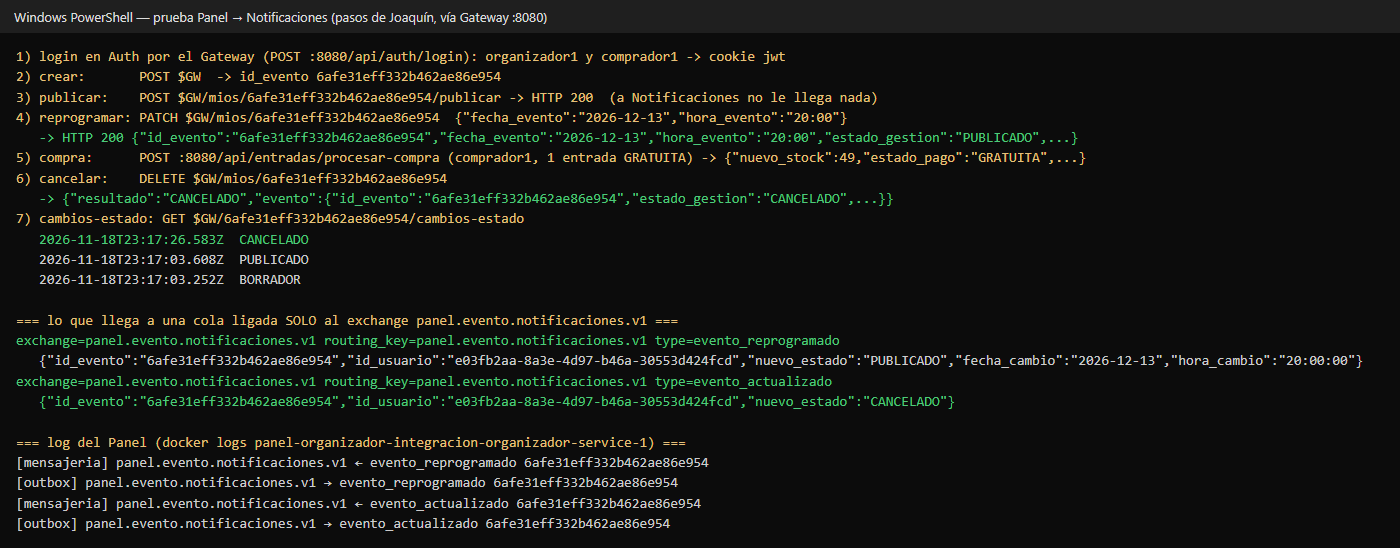 Windows PowerShell — prueba Panel → Notificaciones (pasos de Joaquín, vía Gateway :8080)
1) login en Auth por el Gateway (POST :8080/api/auth/login): organizador1 y comprador1 -> cookie jwt
2) crear:       POST $GW  -> id_evento 6afe31eff332b462ae86e954
3) publicar:    POST $GW/mios/6afe31eff332b462ae86e954/publicar -> HTTP 200  (a Notificaciones no le llega nada)
4) reprogramar: PATCH $GW/mios/6afe31eff332b462ae86e954  {"fecha_evento":"2026-12-13","hora_evento":"20:00"}
   -> HTTP 200 {"id_evento":"6afe31eff332b462ae86e954","fecha_evento":"2026-12-13","hora_evento":"20:00","estado_gestion":"PUBLICADO",...}
5) compra:      POST :8080/api/entradas/procesar-compra (comprador1, 1 entrada GRATUITA) -> {"nuevo_stock":49,"estado_pago":"GRATUITA",...}
6) cancelar:    DELETE $GW/mios/6afe31eff332b462ae86e954
   -> {"resultado":"CANCELADO","evento":{"id_evento":"6afe31eff332b462ae86e954","estado_gestion":"CANCELADO",...}}
7) cambios-estado: GET $GW/6afe31eff332b462ae86e954/cambios-estado
   2026-11-18T23:17:26.583Z  CANCELADO
   2026-11-18T23:17:03.608Z  PUBLICADO
   2026-11-18T23:17:03.252Z  BORRADOR
=== lo que llega a una cola ligada SOLO al exchange panel.evento.notificaciones.v1 ===
exchange=panel.evento.notificaciones.v1 routing_key=panel.evento.notificaciones.v1 type=evento_reprogramado
   {"id_evento":"6afe31eff332b462ae86e954","id_usuario":"e03fb2aa-8a3e-4d97-b46a-30553d424fcd","nuevo_estado":"PUBLICADO","fecha_cambio":"2026-12-13","hora_cambio":"20:00:00"}
exchange=panel.evento.notificaciones.v1 routing_key=panel.evento.notificaciones.v1 type=evento_actualizado
   {"id_evento":"6afe31eff332b462ae86e954","id_usuario":"e03fb2aa-8a3e-4d97-b46a-30553d424fcd","nuevo_estado":"CANCELADO"}
=== log del Panel (docker logs panel-organizador-integracion-organizador-service-1) ===
[mensajeria] panel.evento.notificaciones.v1 ← evento_reprogramado 6afe31eff332b462ae86e954
[outbox] panel.evento.notificaciones.v1 → evento_reprogramado 6afe31eff332b462ae86e954
[mensajeria] panel.evento.notificaciones.v1 ← evento_actualizado 6afe31eff332b462ae86e954
[outbox] panel.evento.notificaciones.v1 → evento_actualizado 6afe31eff332b462ae86e954